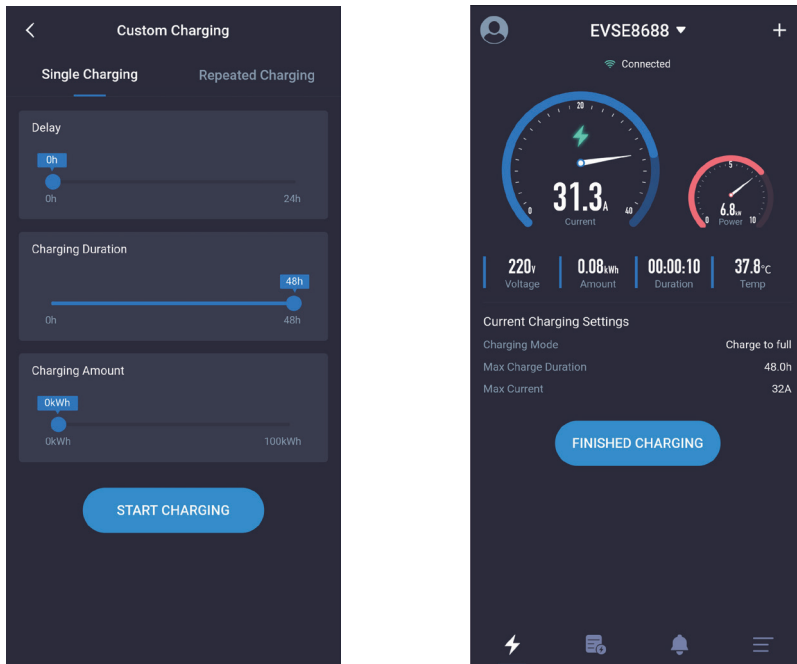 Custom Charging
Single Charging
Repeated Charging
Delay
0h
0h 24h
Charging Duration
48h
0h 48h
Charging Amount
0kWh
0kWh 100kWh
START CHARGING
EVSE8688
Connected
20
0 40
31.3A
Current
5
0 10
6.8kW
Power
220V 0.08kWh 00:00:10 37.8°C
Voltage Amount Duration Temp
Current Charging Settings
Charging Mode Charge to full
Max Charge Duration 48.0h
Max Current 32A
FINISHED CHARGING